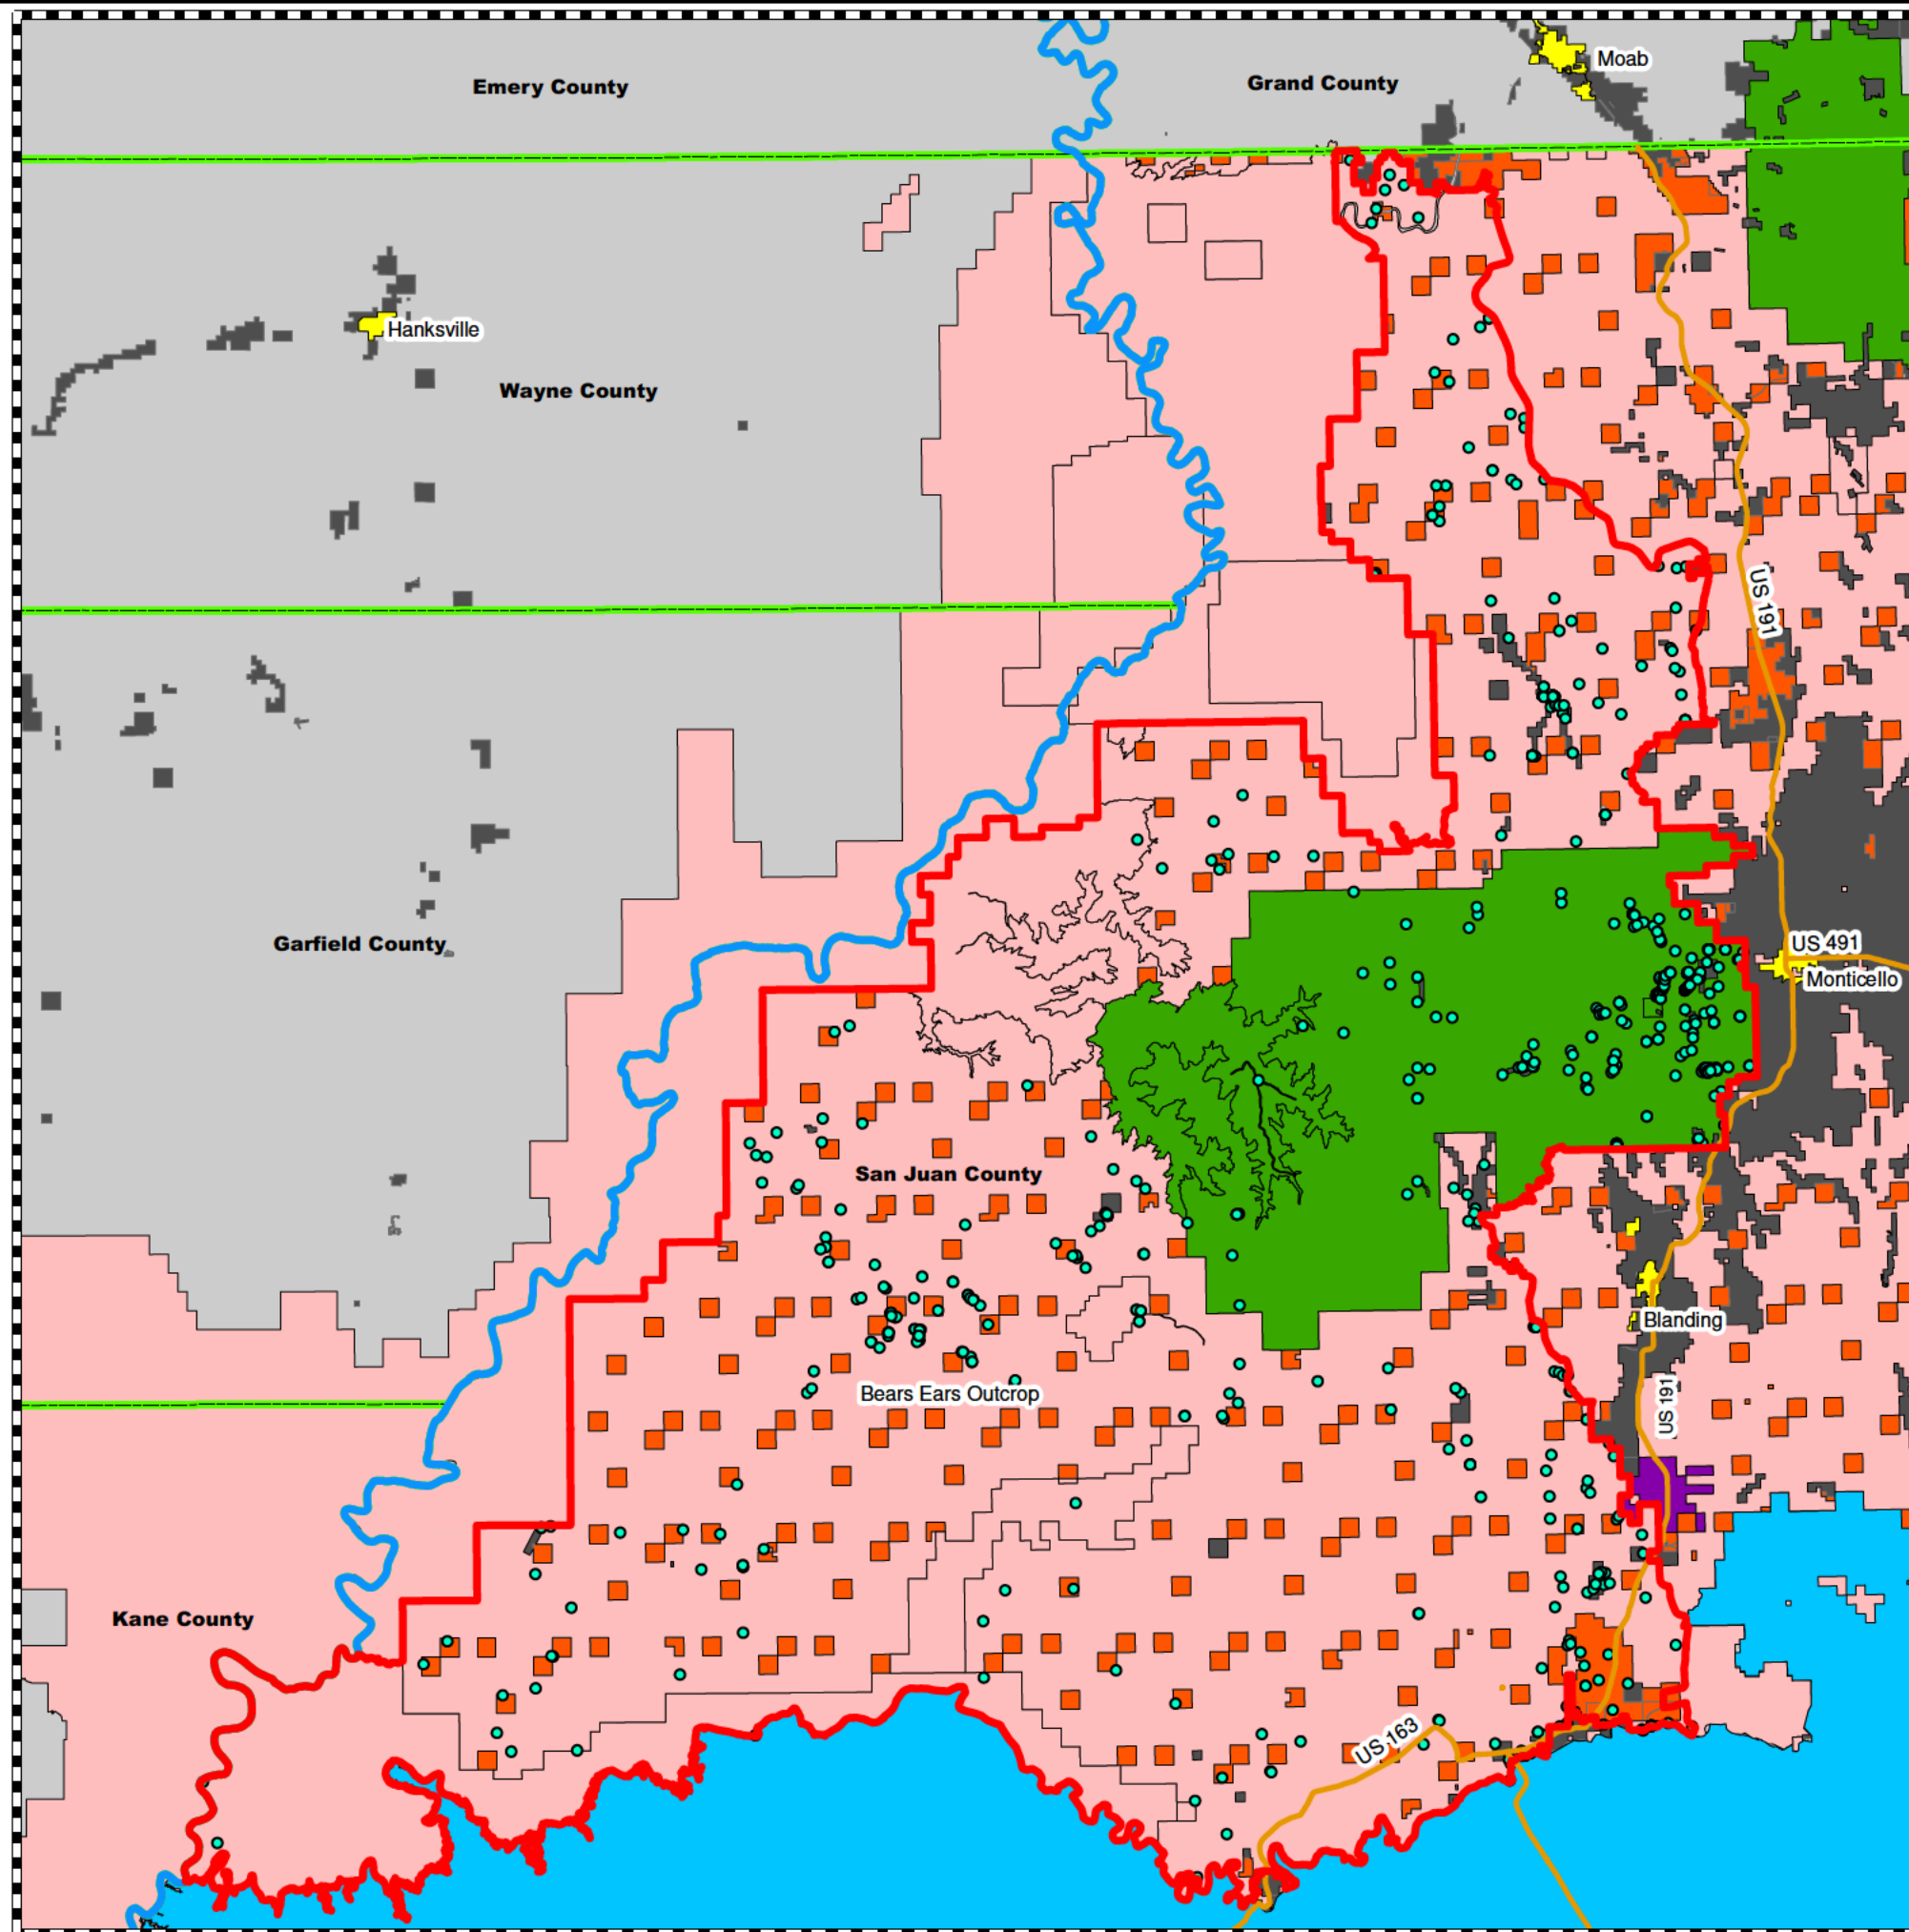 Moab
Emery County
Grand County
Hanksville
Wayne County
US 191
Garfield County
US 491
Monticello
San Juan County
Blanding
Bears Ears Outcrop
US 191
Kane County
US 163